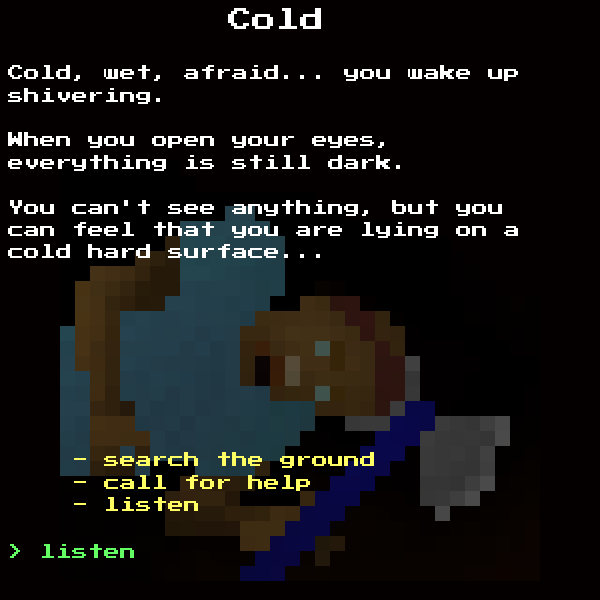 Cold
Cold, wet, afraid... you wake up
shivering.
When you open your eyes,
everything is still dark.
You can't see anything, but you
can feel that you are lying on a
cold hard surface...
- search the ground
- call for help
- listen
> listen